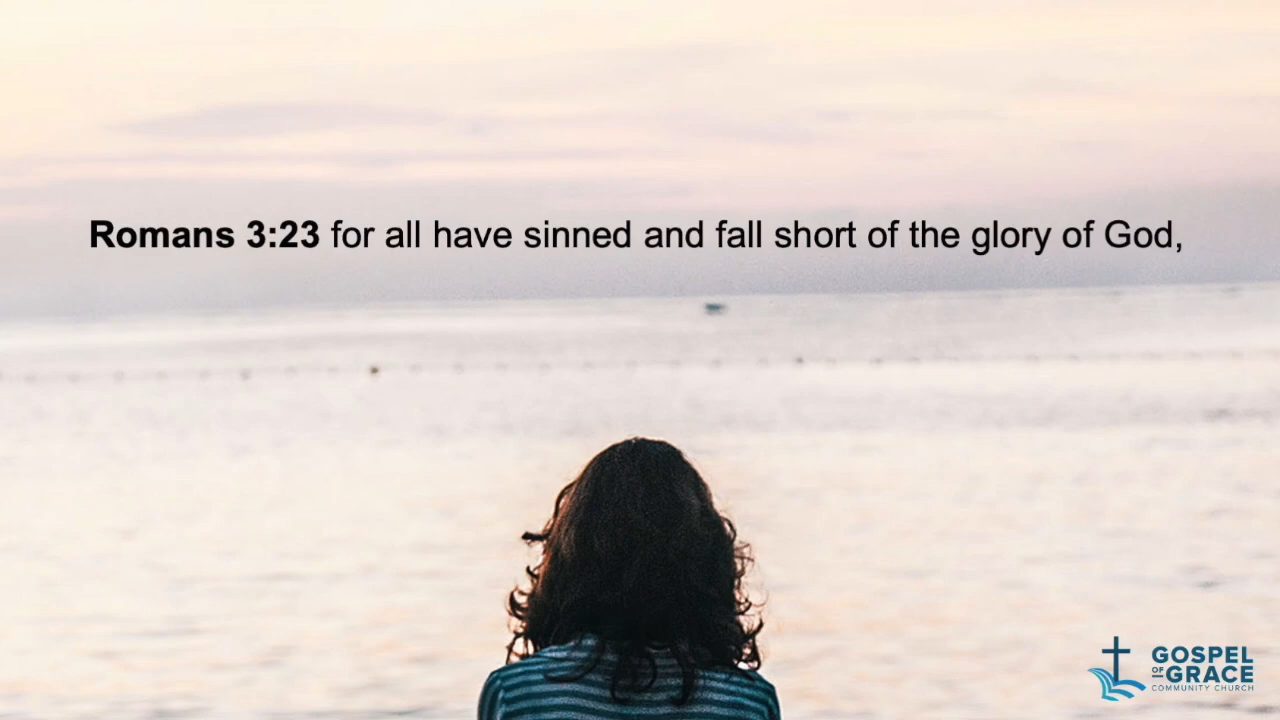 Romans 3:23 for all have sinned and fall short of the glory of God,
GOSPEL
OF
GRACE
COMMUNITY CHURCH